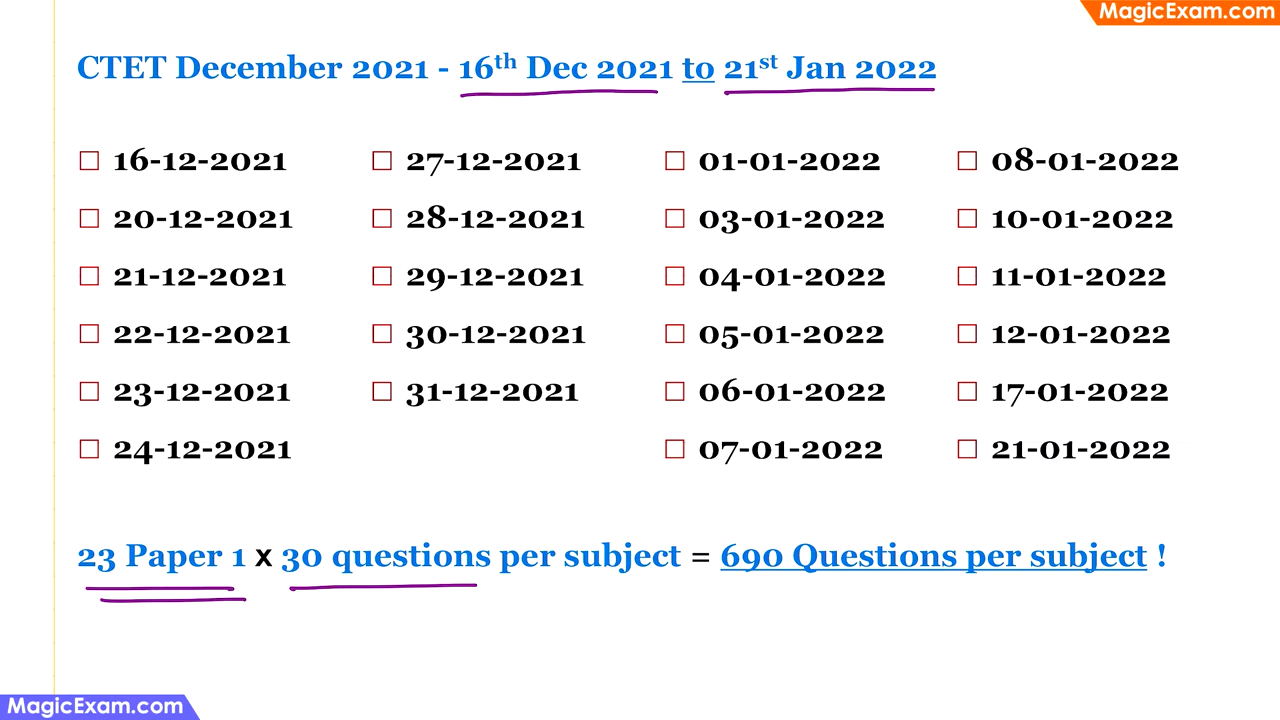 MagicExam.com
CTET December 2021 - 16th Dec 2021 to 21st Jan 2022
16-12-2021 27-12-2021 01-01-2022 08-01-2022
20-12-2021 28-12-2021 03-01-2022 10-01-2022
21-12-2021 29-12-2021 04-01-2022 11-01-2022
22-12-2021 30-12-2021 05-01-2022 12-01-2022
23-12-2021 31-12-2021 06-01-2022 17-01-2022
24-12-2021 07-01-2022 21-01-2022
23 Paper 1 x 30 questions per subject = 690 Questions per subject !
MagicExam.com